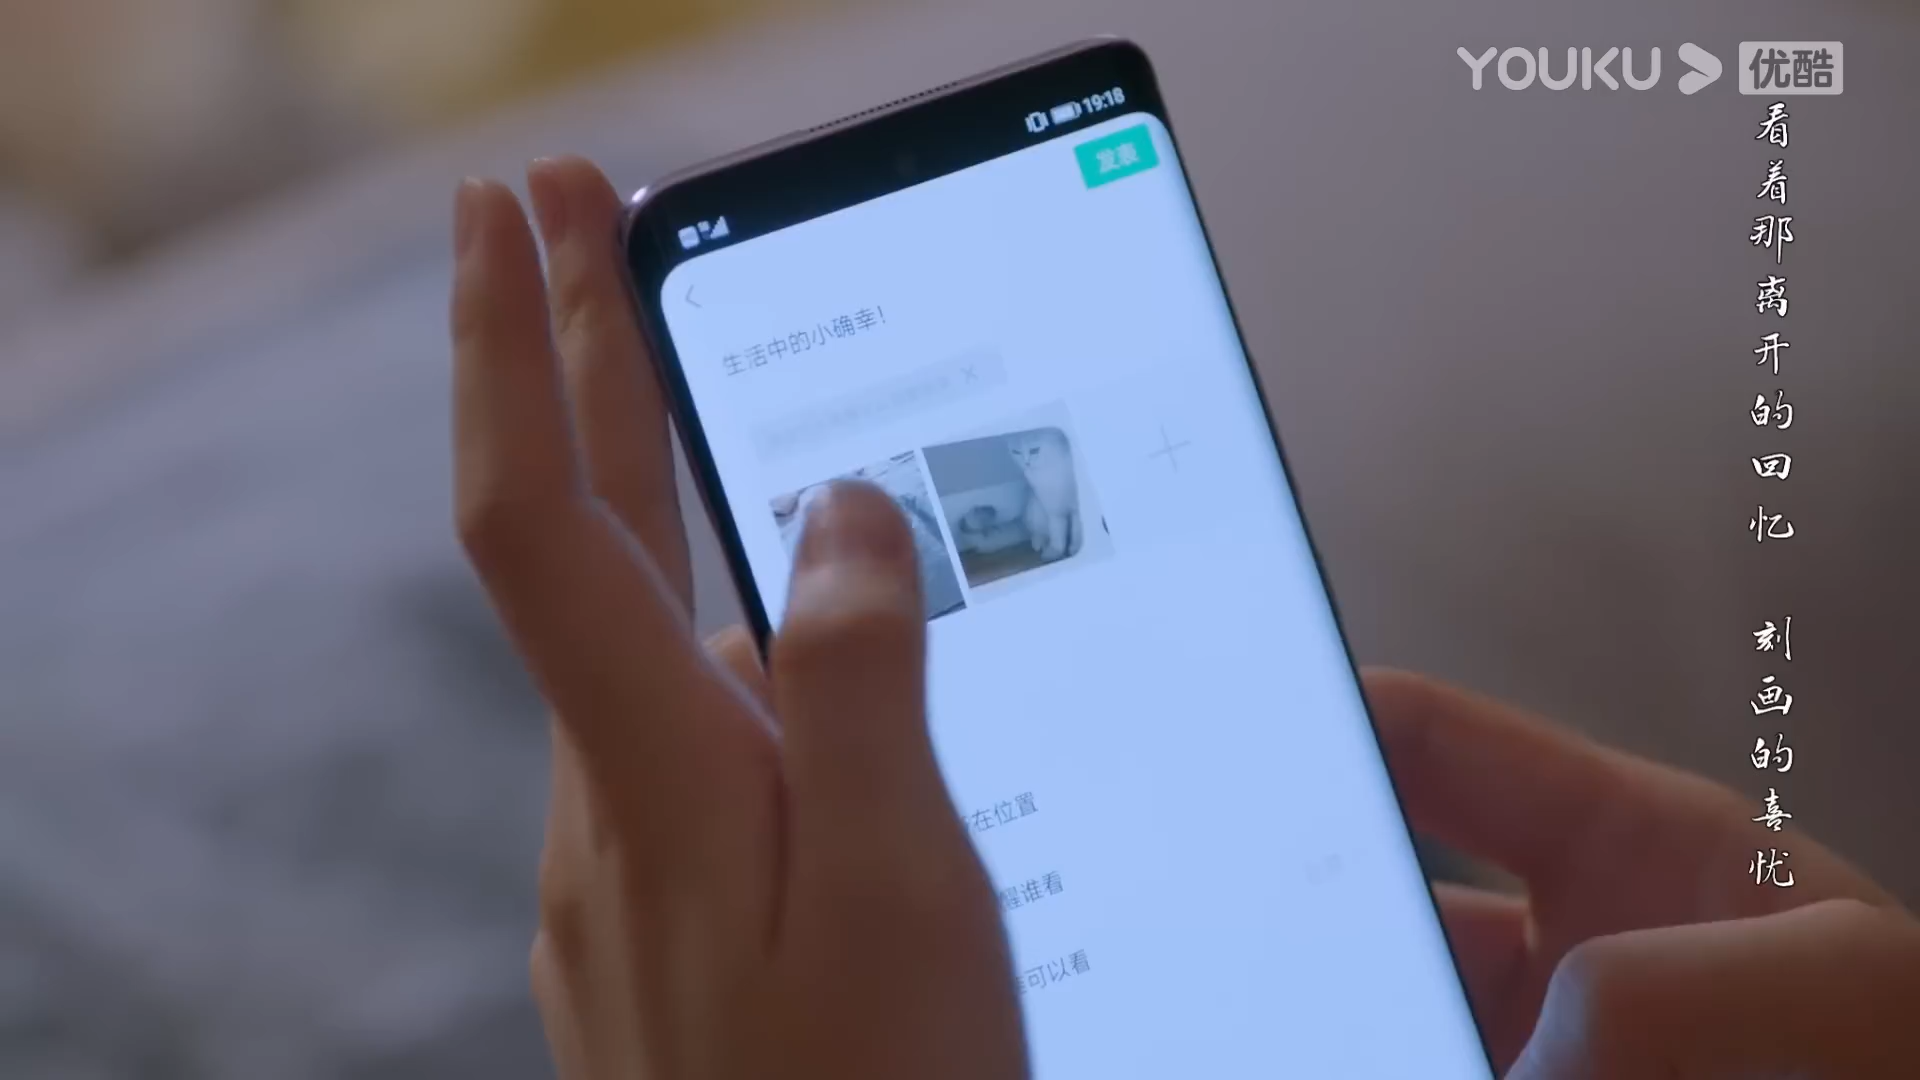 YOUKU 优酷
19:18
发表
生活中的小确幸!
在位置
醒谁看
可以看
看着那离开的回忆 刻画的喜忧